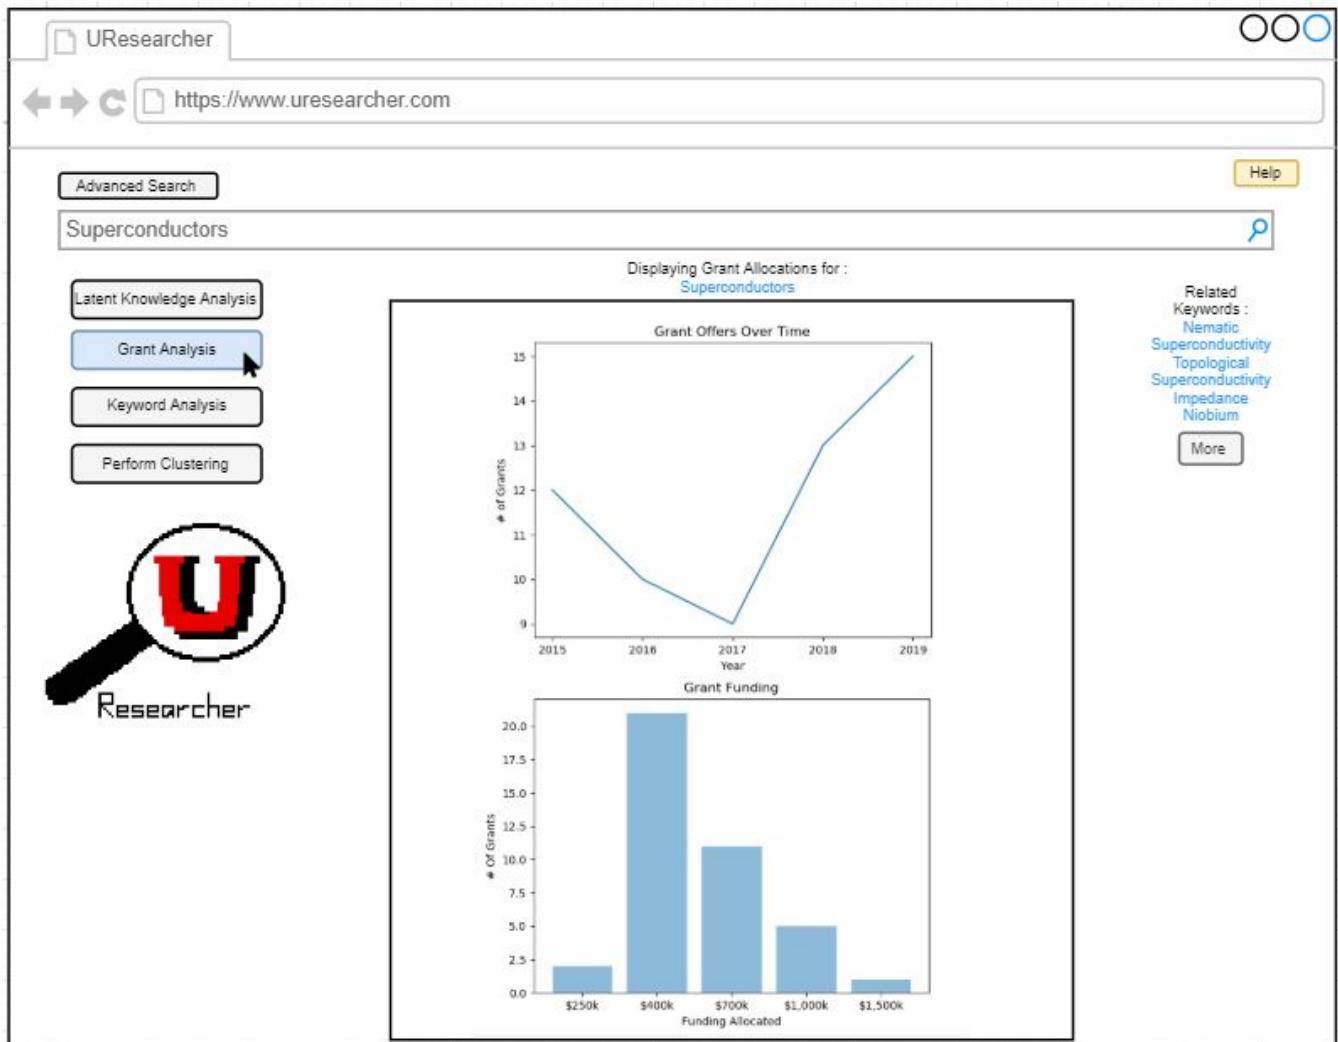 UResearcher
https://www.uresearcher.com
Help
Advanced Search
Superconductors
Displaying Grant Allocations for :
Superconductors
Latent Knowledge Analysis
Grant Analysis
Keyword Analysis
Perform Clustering
U
Researcher
Grant Offers Over Time
15
14
13
12
11
10
9
# of Grants
2015 2016 2017 2018 2019
Year
Grant Funding
20.0
17.5
15.0
12.5
10.0
7.5
5.0
2.5
0.0
# Of Grants
$250k $400k $700k $1,000k $1,500k
Funding Allocated
Related
Keywords :
Nematic
Superconductivity
Topological
Superconductivity
Impedance
Niobium
More